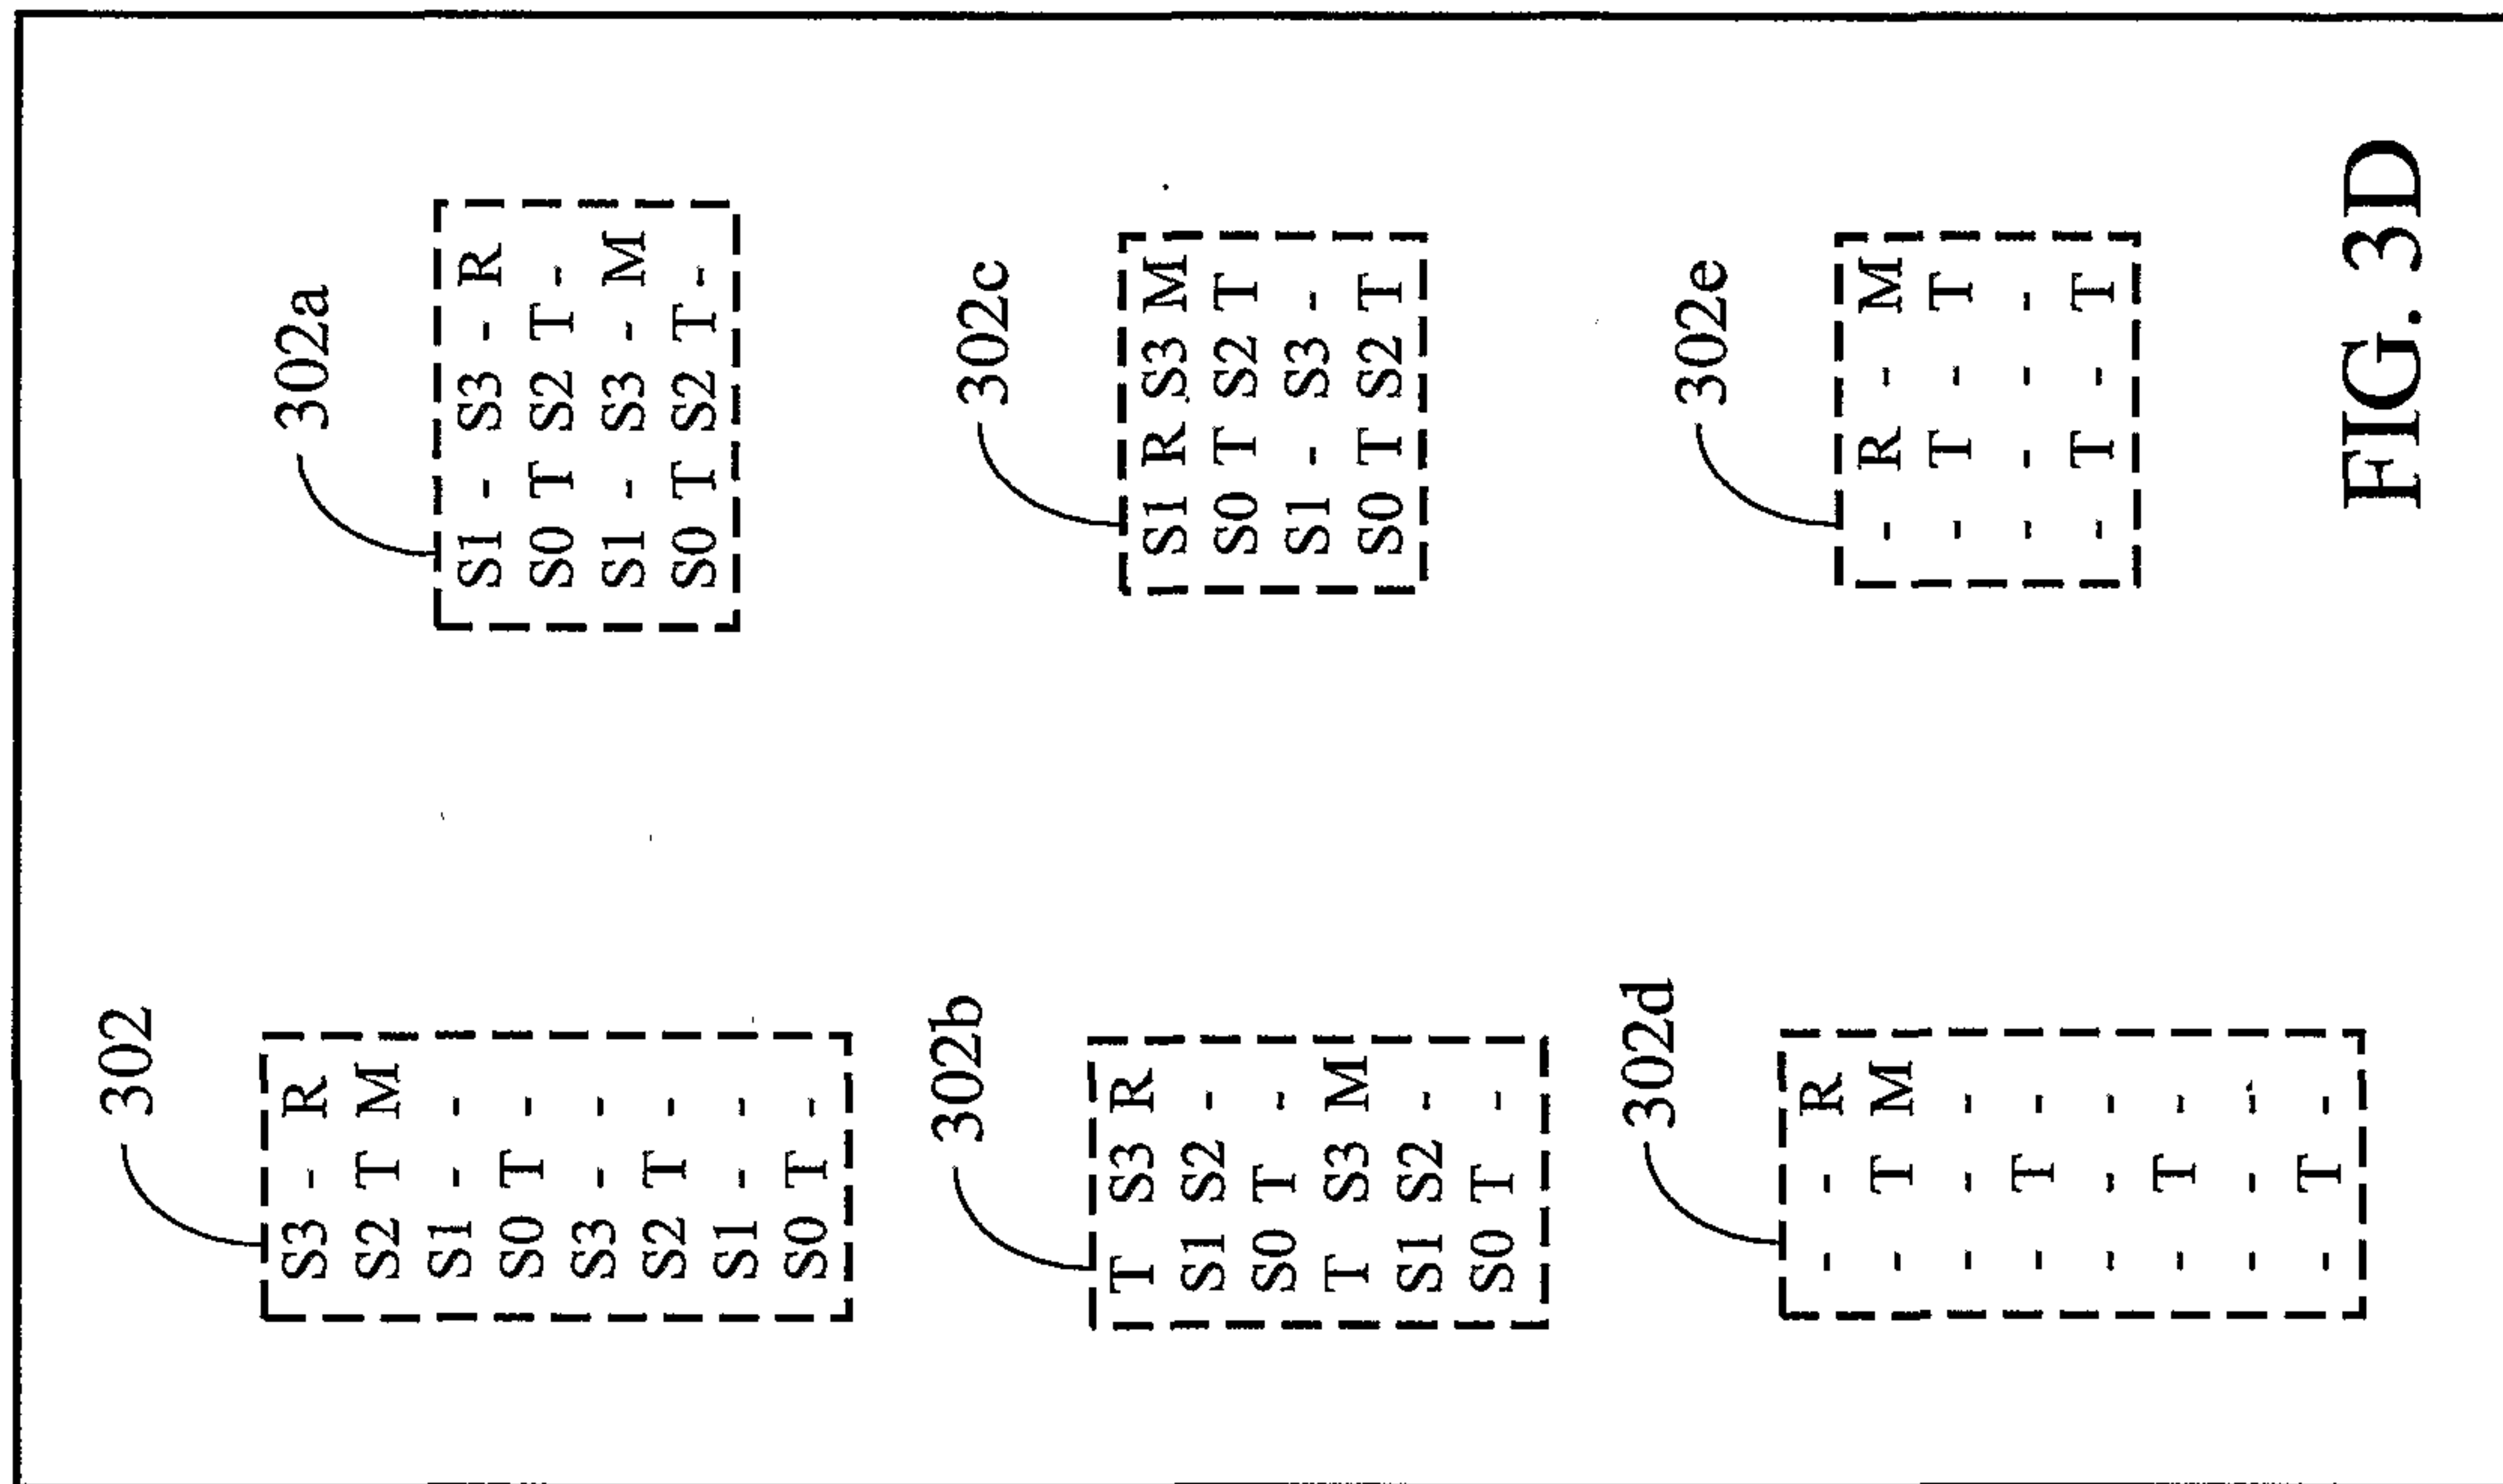 302
S3 - R
S2 T M
S1 - -
S0 T -
S3 - -
S2 T -
S1 - -
S0 T -
302a
S1 - S3 - R
S0 T S2 T -
S1 - S3 - M
S0 T S2 T -
302b
T S3 R
S1 S2 -
S0 T -
T S3 M
S1 S2 -
S0 T -
302c
S1 R S3 M
S0 T S2 T
S1 - S3 -
S0 T S2 T
302d
- - R
- T M
- - -
- T -
- - -
- T -
- - -
- T -
302e
- R - M
- T - T
- - - -
- T - T
FIG. 3D